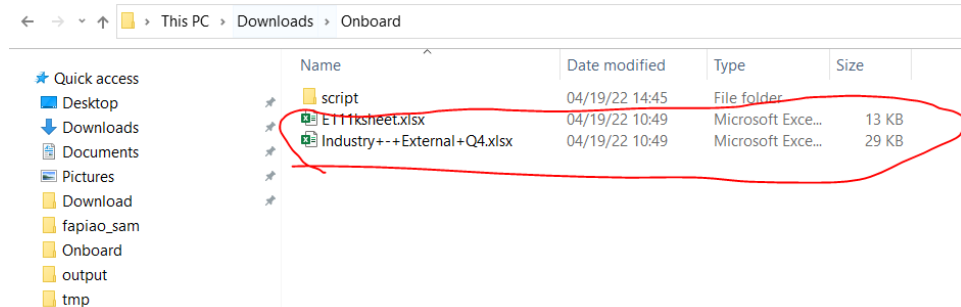 This PC > Downloads > Onboard
Name Date modified Type Size
Quick access
Desktop
Downloads
Documents
Pictures
Download
fapiao_sam
Onboard
output
tmp
script 04/19/22 14:45 File folder
E111ksheet.xlsx 04/19/22 10:49 Microsoft Exce... 13 KB
Industry+-+External+Q4.xlsx 04/19/22 10:49 Microsoft Exce... 29 KB